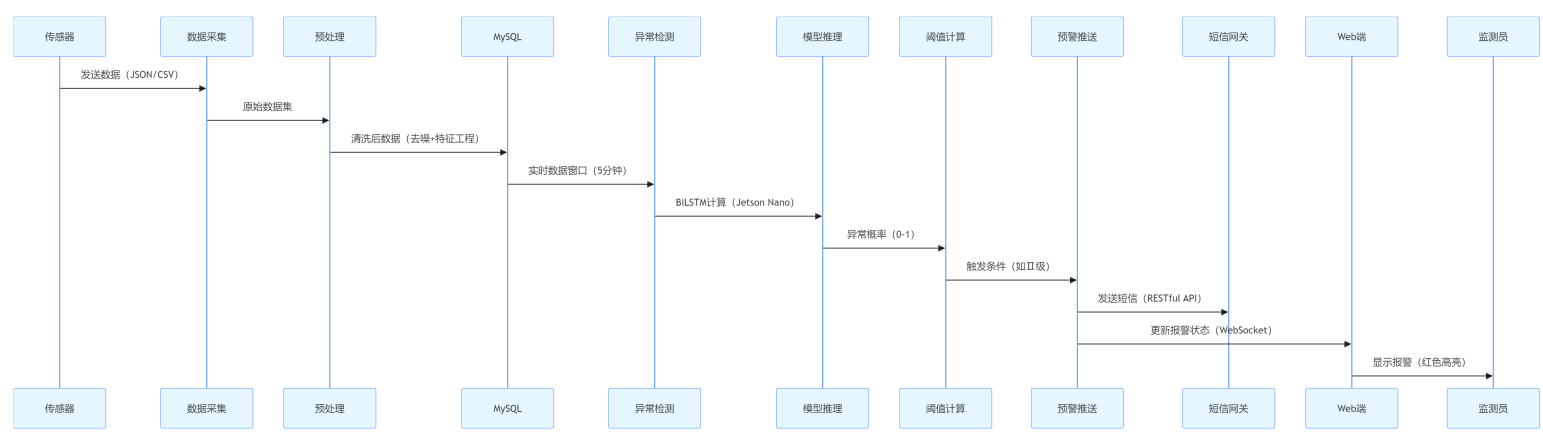 传感器
数据采集
预处理
MySQL
异常检测
模型推理
阈值计算
预警推送
短信网关
Web端
监测员
发送数据（JSON/CSV）
原始数据集
清洗后数据（去噪+特征工程）
实时数据窗口（5分钟）
BiLSTM计算（Jetson Nano）
异常概率（0-1）
触发条件（如Ⅱ级）
发送短信（RESTful API）
更新报警状态（WebSocket）
显示报警（红色高亮）
传感器
数据采集
预处理
MySQL
异常检测
模型推理
阈值计算
预警推送
短信网关
Web端
监测员